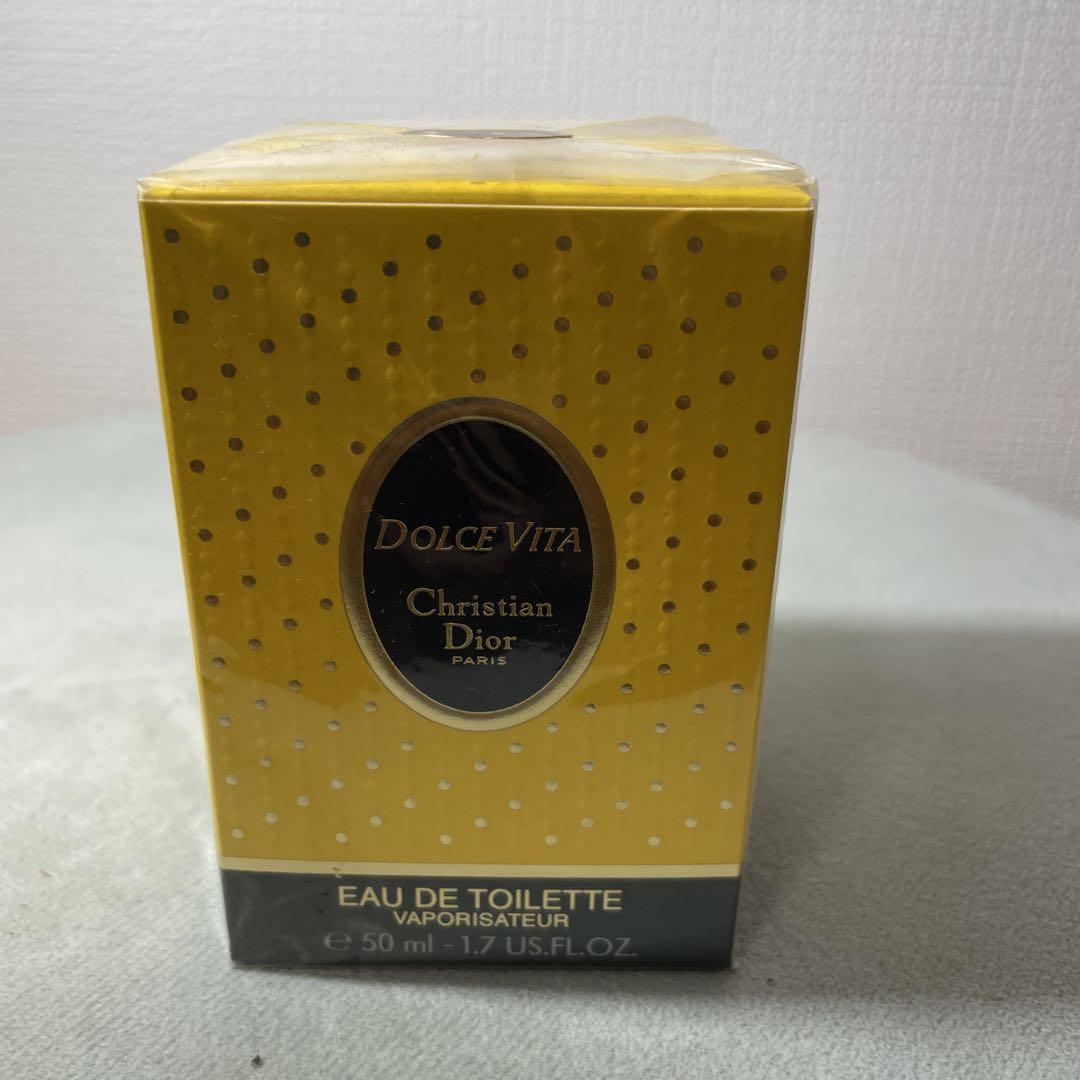 DOLCE VITA
Christian
Dior
PARIS
EAU DE TOILETTE
VAPORISATEUR
℮ 50 ml - 1.7 US.FL.OZ.